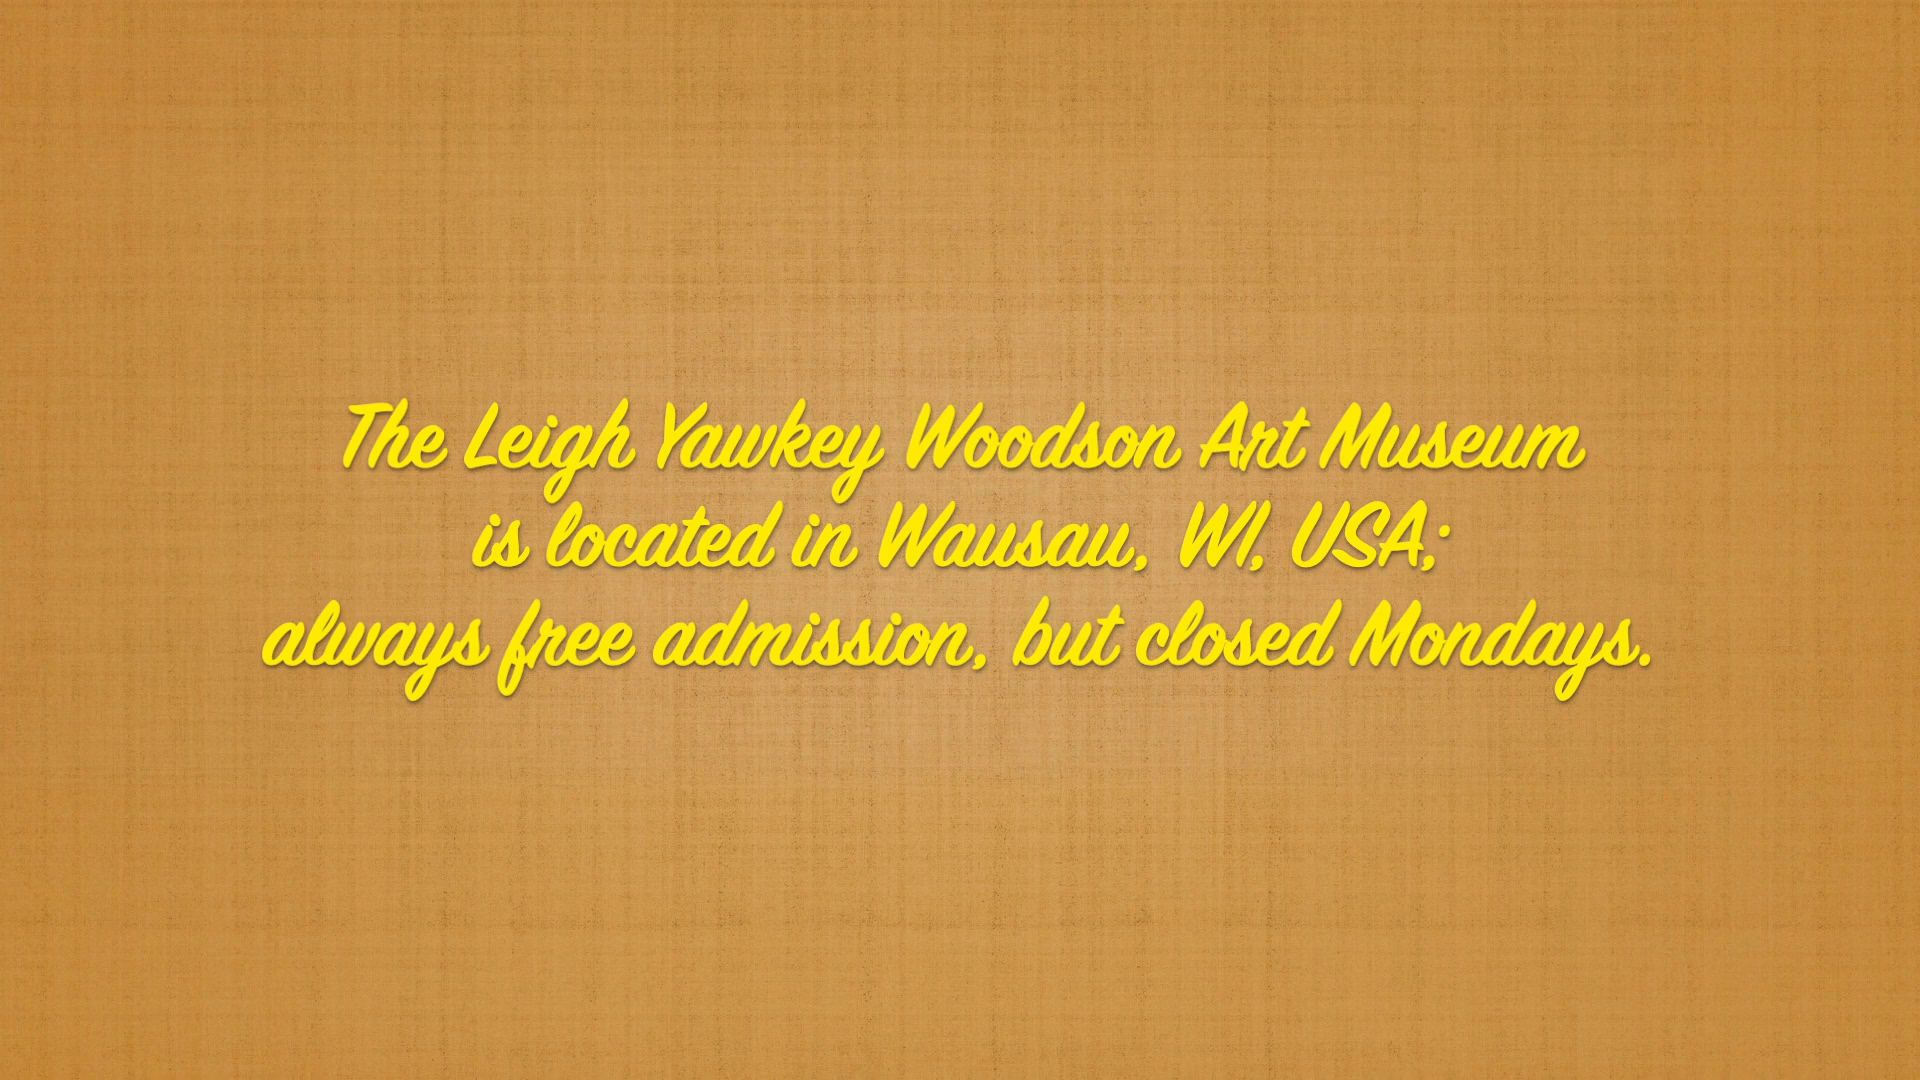 The Leigh Yawkey Woodson Art Museum
is located in Wausau, WI, USA;
always free admission, but closed Mondays.